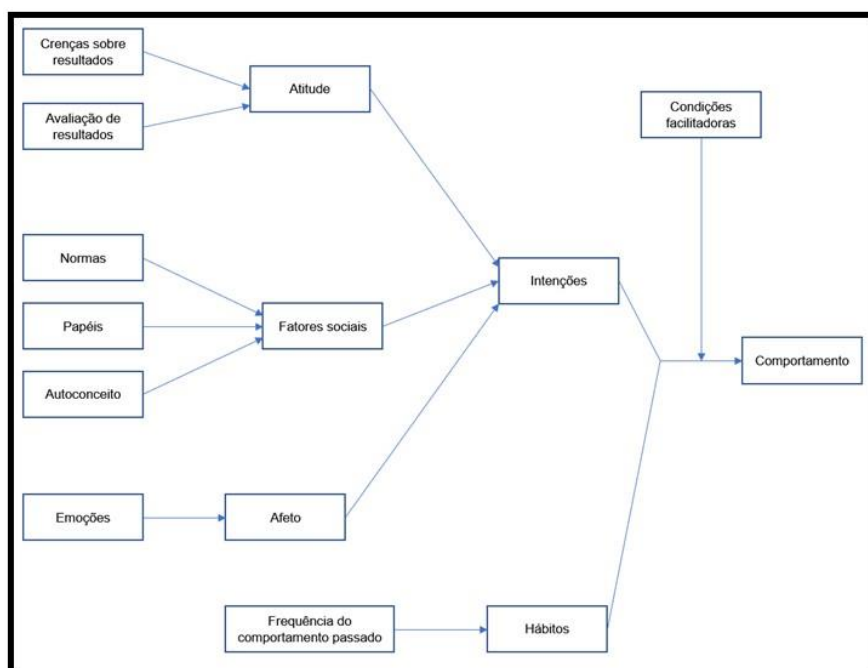 Crenças sobre
resultados
Atitude
Avaliação de
resultados
Condições
facilitadoras
Normas
Intenções
Papéis
Fatores sociais
Comportamento
Autoconceito
Emoções
Afeto
Frequência do
comportamento passado
Hábitos